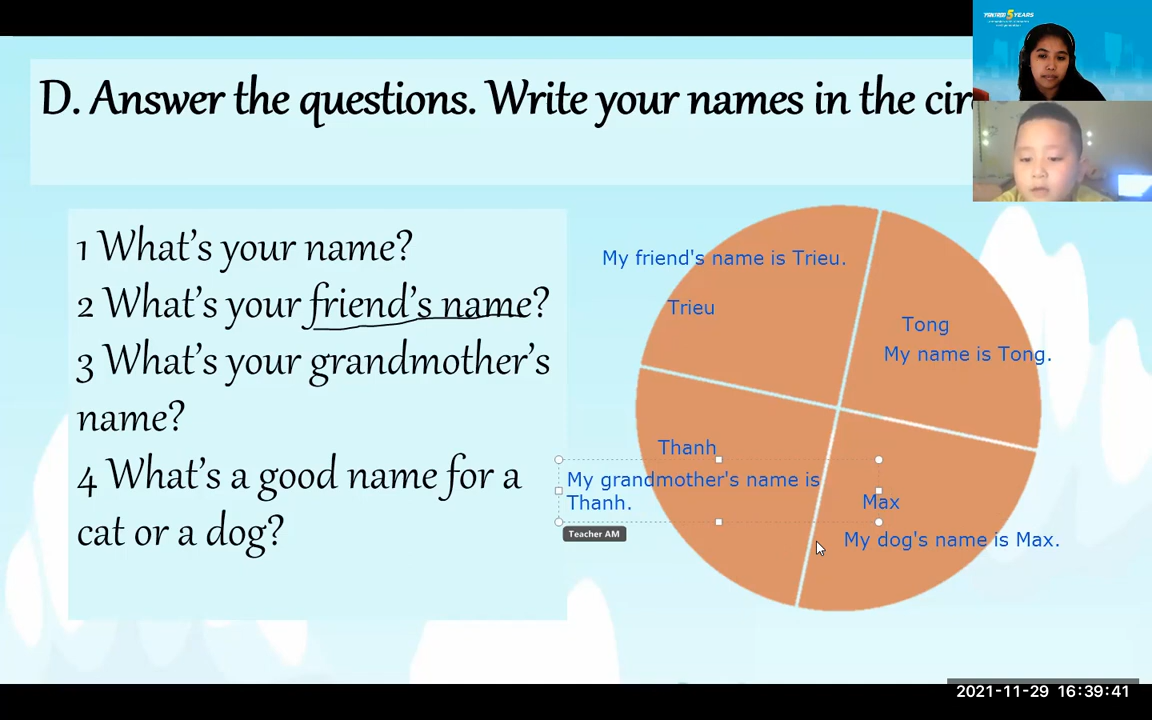 D. Answer the questions. Write your names in the
1 What's your name?
2 What's your friend's name?
3 What's your grandmother's
name?
4 What's a good name for a
cat or a dog?
My friend's name is Trieu.
Trieu
Tong
My name is Tong.
Thanh
My grandmother's name is
Thanh.
Max
My dog's name is Max.
Teacher AM
5 YEARS
2021-11-29 16:39:41